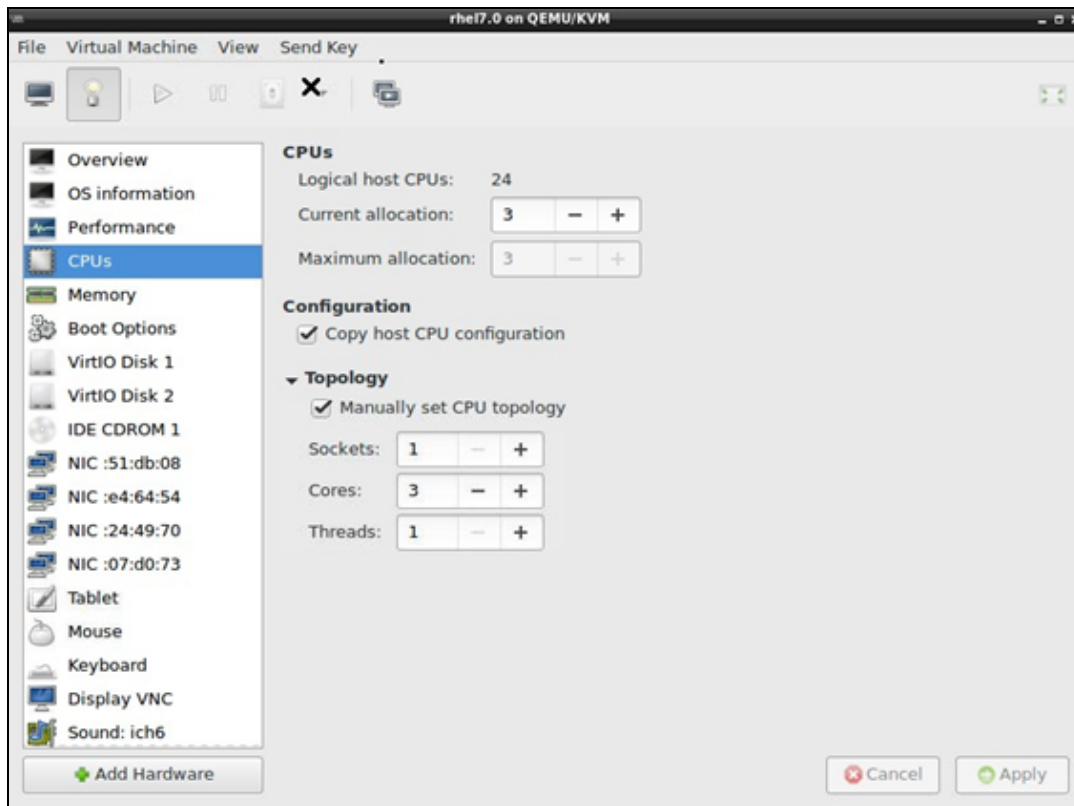 rhel7.0 on QEMU/KVM
File Virtual Machine View Send Key
Overview
OS information
Performance
CPUs
Memory
Boot Options
VirtIO Disk 1
VirtIO Disk 2
IDE CDROM 1
NIC :51:db:08
NIC :e4:64:54
NIC :24:49:70
NIC :07:d0:73
Tablet
Mouse
Keyboard
Display VNC
Sound: ich6
Add Hardware
CPUs
Logical host CPUs: 24
Current allocation: 3 − +
Maximum allocation: 3 − +
Configuration
Copy host CPU configuration
Topology
Manually set CPU topology
Sockets: 1 − +
Cores: 3 − +
Threads: 1 − +
Cancel Apply